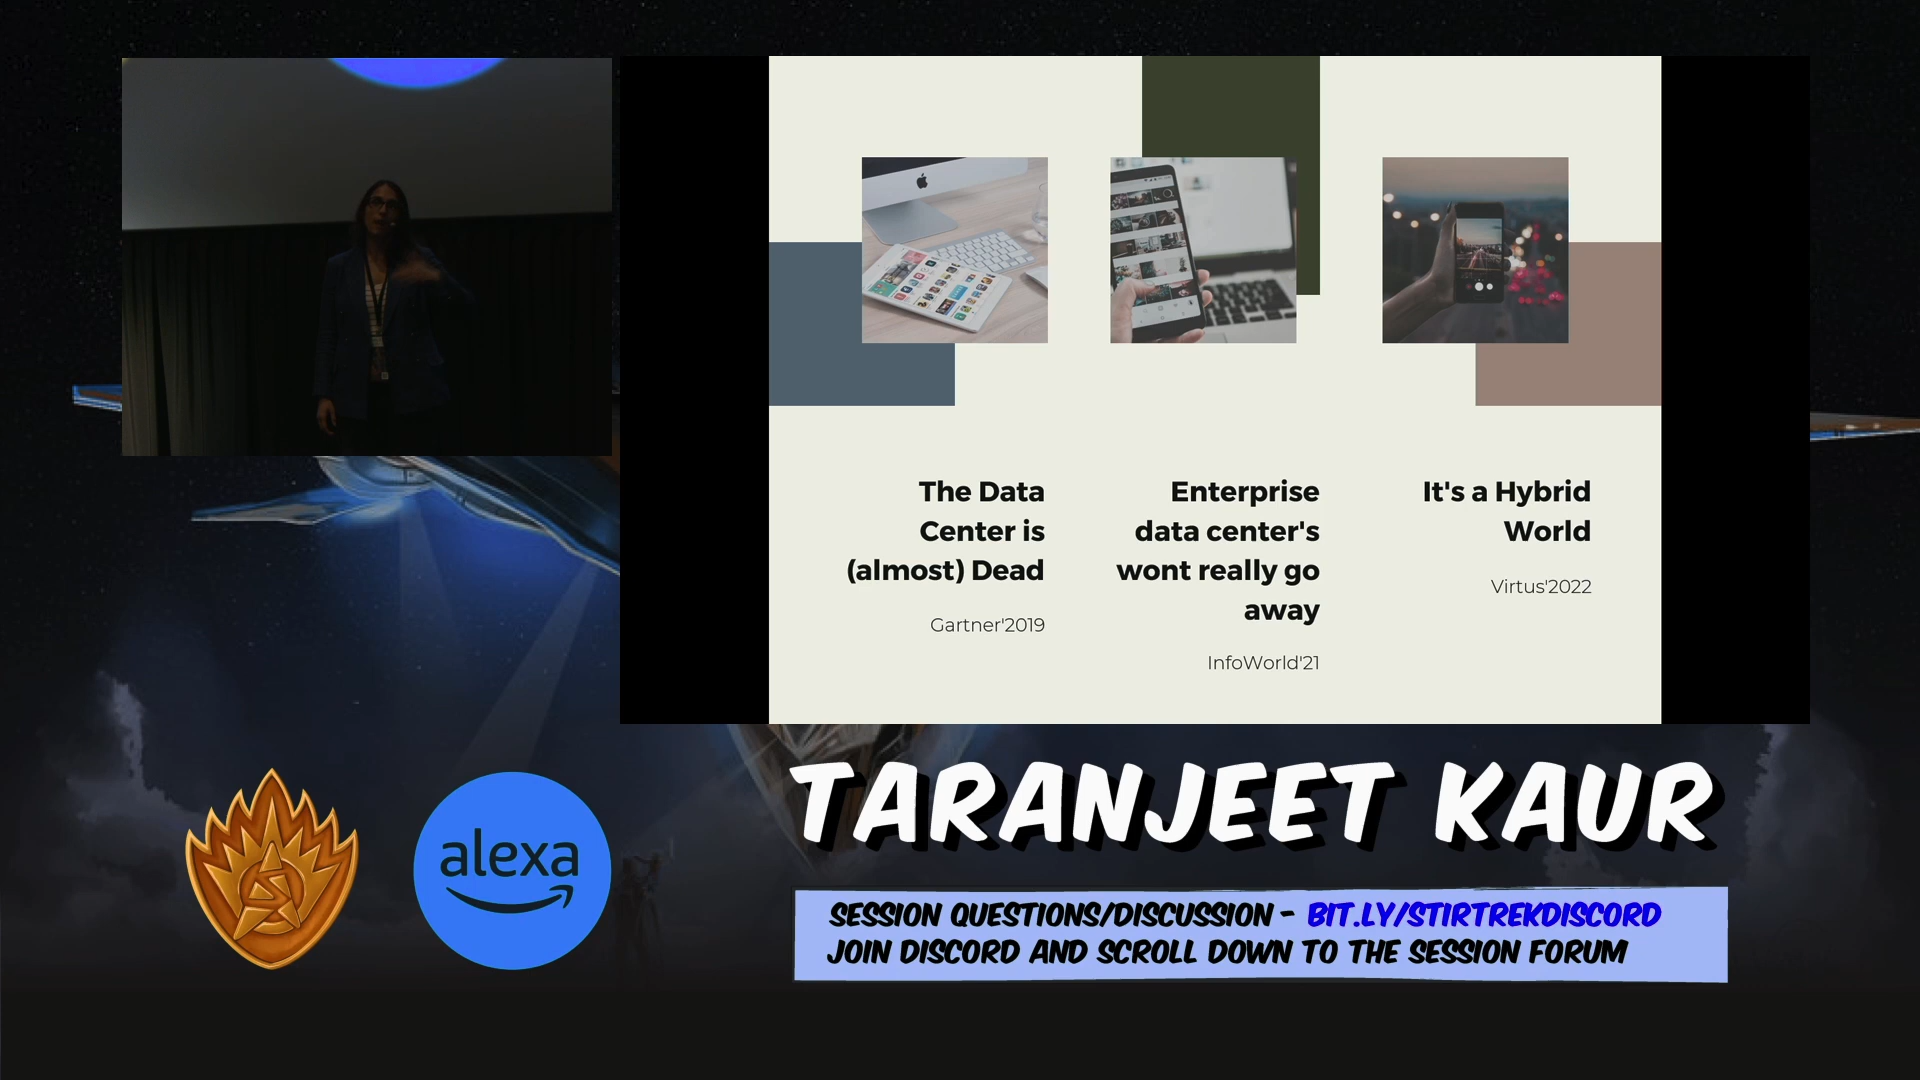 The Data
Center is
(almost) Dead
Gartner'2019
Enterprise
data center's
wont really go
away
InfoWorld'21
It's a Hybrid
World
Virtus'2022
alexa
TARANJEET KAUR
SESSION QUESTIONS/DISCUSSION - BIT.LY/STIRTREKDISCORD
JOIN DISCORD AND SCROLL DOWN TO THE SESSION FORUM